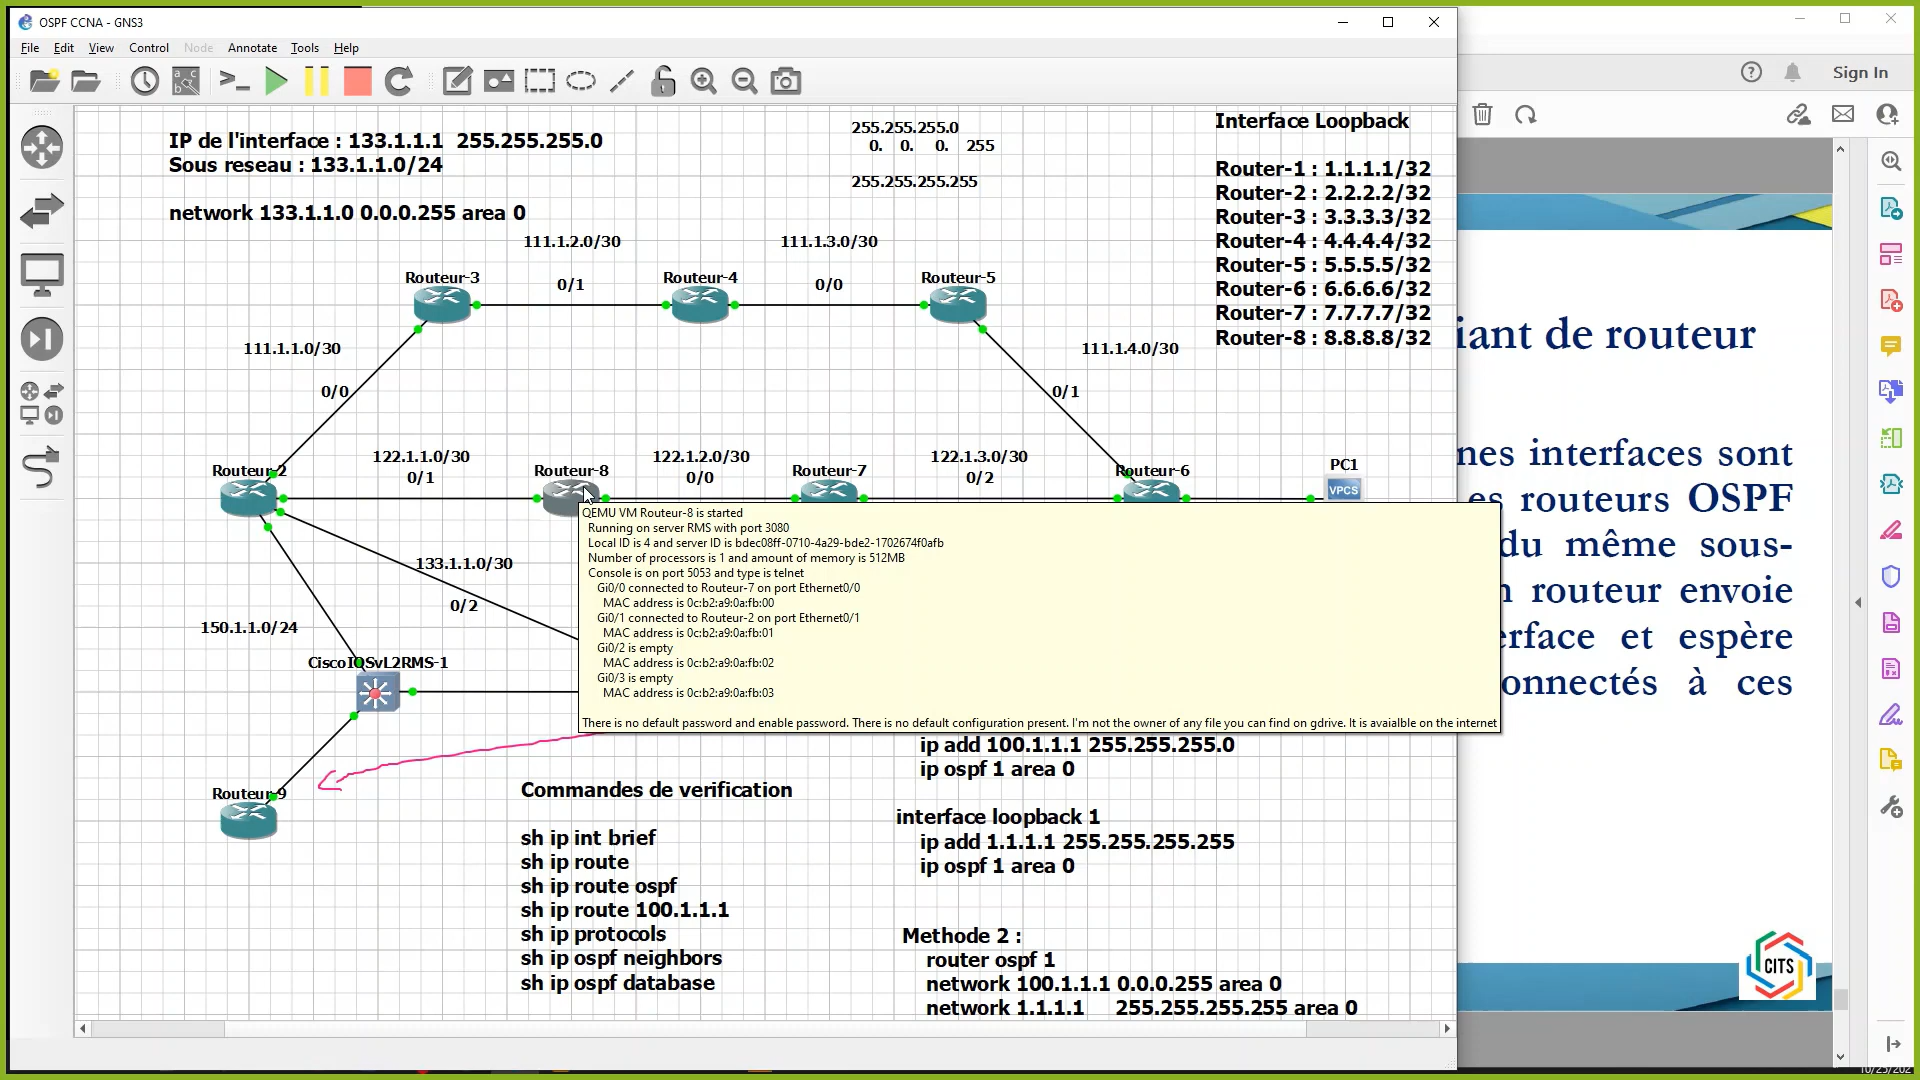 OSPF CCNA - GNS3
File Edit View Control Node Annotate Tools Help
Sign In
IP de l'interface : 133.1.1.1 255.255.255.0
Sous reseau : 133.1.1.0/24
network 133.1.1.0 0.0.0.255 area 0
255.255.255.0
0. 0. 0. 255
255.255.255.255
Interface Loopback
Router-1 : 1.1.1.1/32
Router-2 : 2.2.2.2/32
Router-3 : 3.3.3.3/32
Router-4 : 4.4.4.4/32
Router-5 : 5.5.5.5/32
Router-6 : 6.6.6.6/32
Router-7 : 7.7.7.7/32
Router-8 : 8.8.8.8/32
111.1.2.0/30
111.1.3.0/30
Routeur-3
0/1
Routeur-4
0/0
Routeur-5
111.1.1.0/30
111.1.4.0/30
0/0
0/1
Routeur-2
122.1.1.0/30
0/1
Routeur-8
122.1.2.0/30
0/0
Routeur-7
122.1.3.0/30
0/2
Routeur-6
PC1
VPCS
QEMU VM Routeur-8 is started
Running on server RMS with port 3080
Local ID is 4 and server ID is bdec08ff-0710-4a29-bde2-1702674f0afb
Number of processors is 1 and amount of memory is 512MB
Console is on port 5053 and type is telnet
Gi0/0 connected to Routeur-7 on port Ethernet0/0
MAC address is 0c:b2:a9:0a:fb:00
Gi0/1 connected to Routeur-2 on port Ethernet0/1
MAC address is 0c:b2:a9:0a:fb:01
Gi0/2 is empty
MAC address is 0c:b2:a9:0a:fb:02
Gi0/3 is empty
MAC address is 0c:b2:a9:0a:fb:03
There is no default password and enable password. There is no default configuration present. I'm not the owner of any file you can find on gdrive. It is avaialble on the internet
133.1.1.0/30
0/2
150.1.1.0/24
CiscoIOSvL2RMS-1
Routeur-9
Commandes de verification
sh ip int brief
sh ip route
sh ip route ospf
sh ip route 100.1.1.1
sh ip protocols
sh ip ospf neighbors
sh ip ospf database
ip add 100.1.1.1 255.255.255.0
ip ospf 1 area 0
interface loopback 1
ip add 1.1.1.1 255.255.255.255
ip ospf 1 area 0
Methode 2 :
router ospf 1
network 100.1.1.1 0.0.0.255 area 0
network 1.1.1.1 255.255.255.255 area 0
iant de routeur
nes interfaces sont
es routeurs OSPF
du même sous-
n routeur envoie
erface et espère
onnectés à ces
CITS